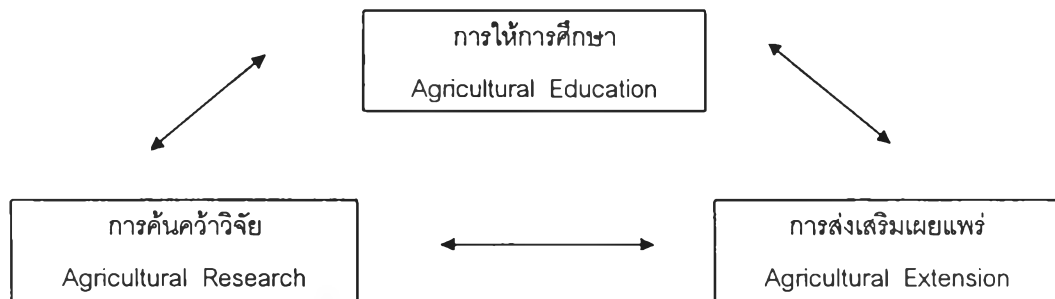 การให้การศึกษา
Agricultural Education
การค้นคว้าวิจัย
Agricultural Research
การส่งเสริมเผยแพร่
Agricultural Extension